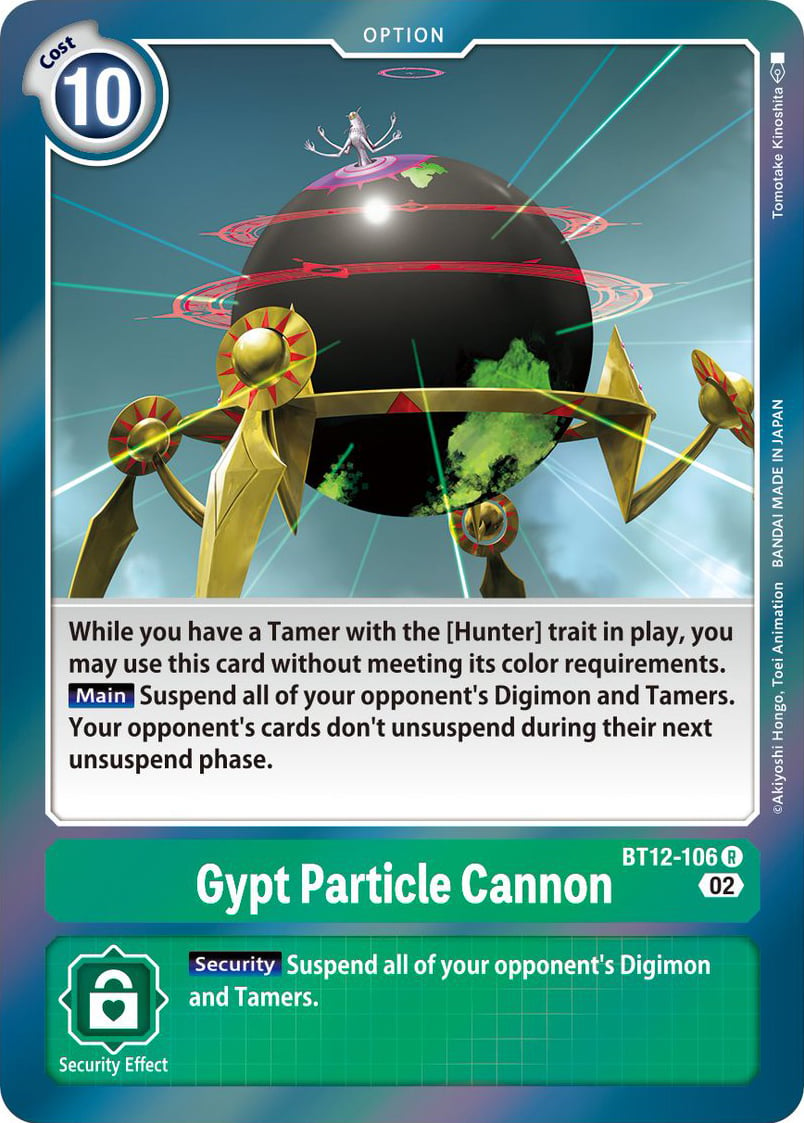 OPTION
Cost
10
Tomotake Kinoshita
While you have a Tamer with the [Hunter] trait in play, you
may use this card without meeting its color requirements.
Main Suspend all of your opponent's Digimon and Tamers.
Your opponent's cards don't unsuspend during their next
unsuspend phase.
©Akiyoshi Hongo, Toei Animation BANDAI MADE IN JAPAN
BT12-106 R
Gypt Particle Cannon
02
Security Suspend all of your opponent's Digimon
and Tamers.
Security Effect